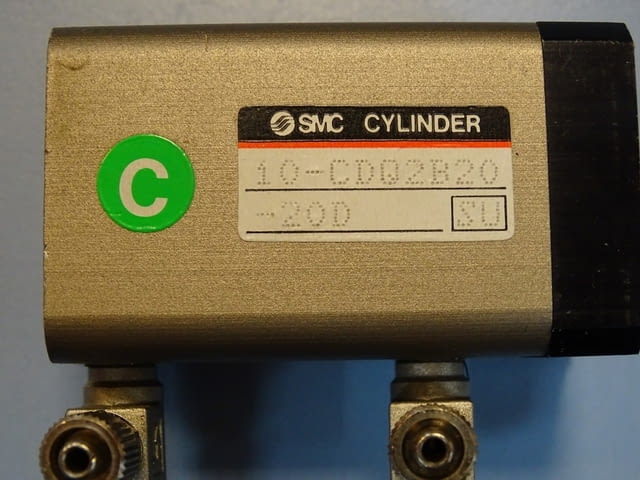 C
SMC CYLINDER
10-CDQ2B20
-20D SU